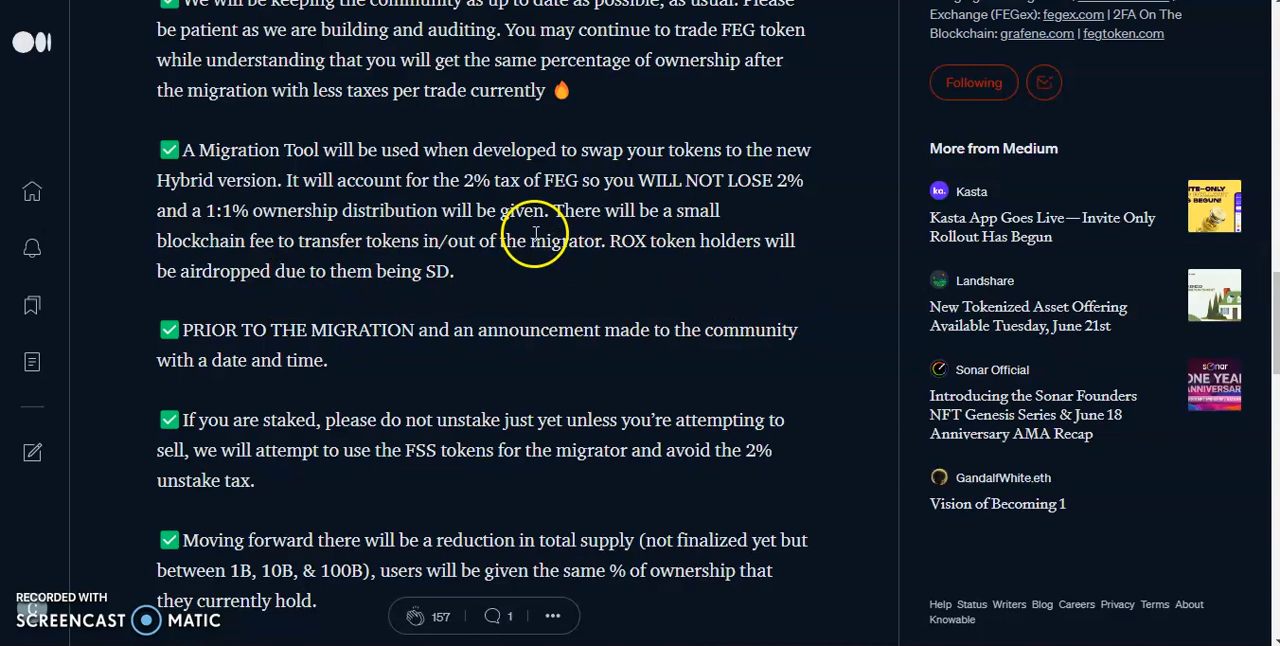 We will be keeping the community as up to date as possible, as usual. Please
be patient as we are building and auditing. You may continue to trade FEG token
while understanding that you will get the same percentage of ownership after
the migration with less taxes per trade currently 🔥
✅ A Migration Tool will be used when developed to swap your tokens to the new
Hybrid version. It will account for the 2% tax of FEG so you WILL NOT LOSE 2%
and a 1:1% ownership distribution will be given. There will be a small
blockchain fee to transfer tokens in/out of the migrator. ROX token holders will
be airdropped due to them being SD.
✅ PRIOR TO THE MIGRATION and an announcement made to the community
with a date and time.
✅ If you are staked, please do not unstake just yet unless you’re attempting to
sell, we will attempt to use the FSS tokens for the migrator and avoid the 2%
unstake tax.
✅ Moving forward there will be a reduction in total supply (not finalized yet but
between 1B, 10B, & 100B), users will be given the same % of ownership that
they currently hold.
157
1
RECORDED WITH
SCREENCAST MATIC
Exchange (FEGex): fegex.com | 2FA On The
Blockchain: grafene.com | fegtoken.com
Following
More from Medium
ka.
Kasta
Kasta App Goes Live—Invite Only
Rollout Has Begun
ITE-ONLY
Landshare
New Tokenized Asset Offering
Available Tuesday, June 21st
Sonar Official
Introducing the Sonar Founders
NFT Genesis Series & June 18
Anniversary AMA Recap
sonar
ONE YEAR
ANNIVERSAR
GandalfWhite.eth
Vision of Becoming 1
Help Status Writers Blog Careers Privacy Terms About
Knowable